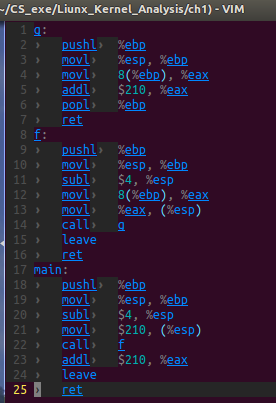 ~/CS_exe/Liunx_Kernel_Analysis/ch1) - VIM
1 g:
2 › pushl› %ebp
3 › movl› %esp, %ebp
4 › movl› 8(%ebp), %eax
5 › addl› $210, %eax
6 › popl› %ebp
7 › ret
8 f:
9 › pushl› %ebp
10 › movl› %esp, %ebp
11 › subl› $4, %esp
12 › movl› 8(%ebp), %eax
13 › movl› %eax, (%esp)
14 › call› g
15 › leave
16 › ret
17 main:
18 › pushl› %ebp
19 › movl› %esp, %ebp
20 › subl› $4, %esp
21 › movl› $210, (%esp)
22 › call› f
23 › addl› $210, %eax
24 › leave
25 › ret